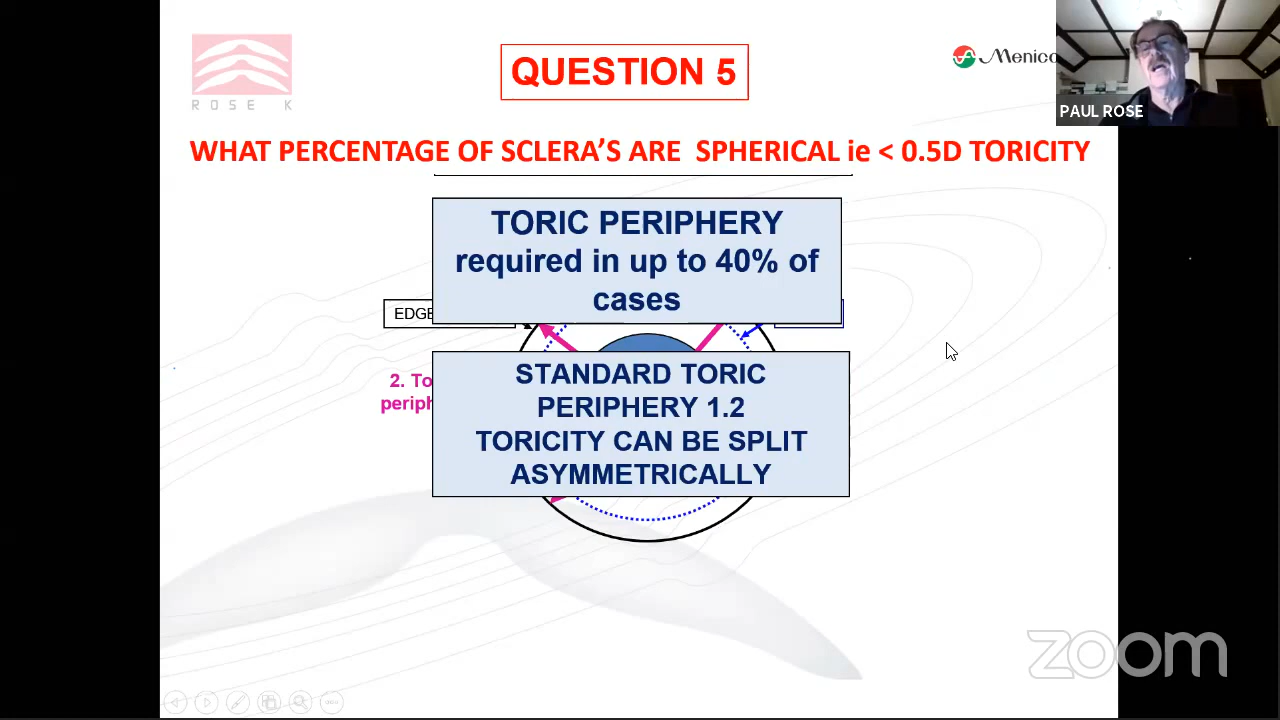 ROSE K
QUESTION 5
Menico
PAUL ROSE
WHAT PERCENTAGE OF SCLERA'S ARE SPHERICAL ie < 0.5D TORICITY
TORIC PERIPHERY
required in up to 40% of
cases
EDGE
2. To
periph
STANDARD TORIC
PERIPHERY 1.2
TORICITY CAN BE SPLIT
ASYMMETRICALLY
zoom